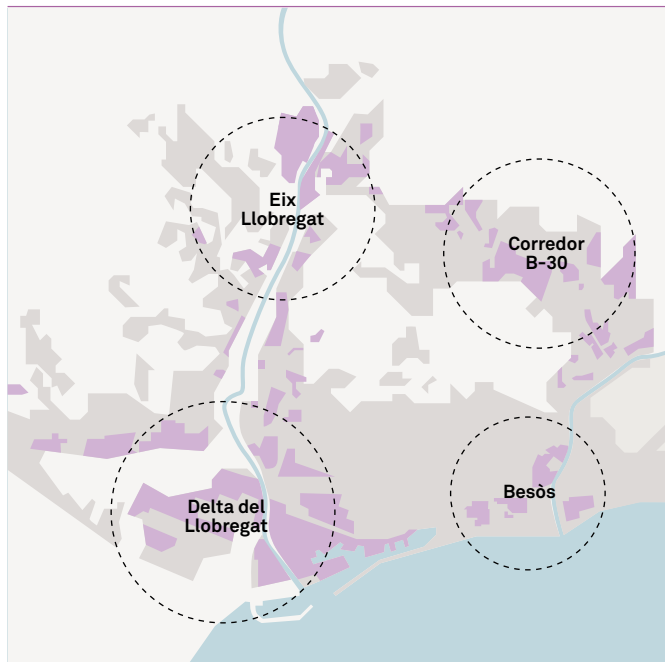 Eix
Llobregat
Corredor
B-30
Delta del
Llobregat
Besòs